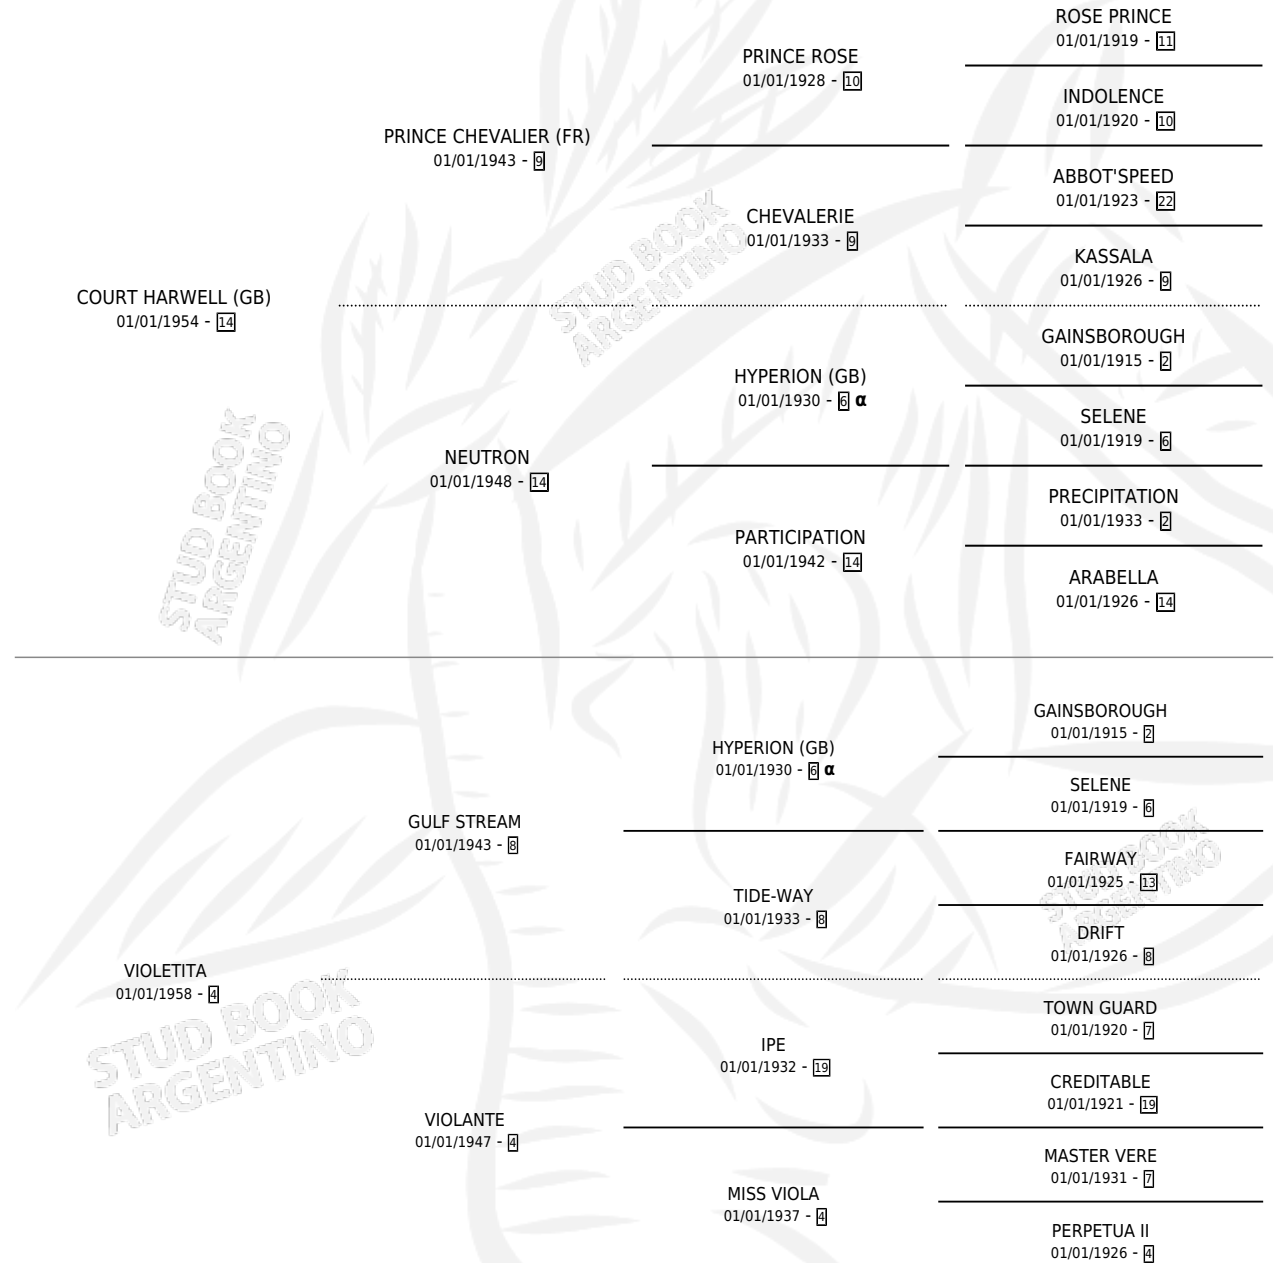 ROSE PRINCE
01/01/1919 - 11
PRINCE ROSE
01/01/1928 - 10
INDOLENCE
01/01/1920 - 10
PRINCE CHEVALIER (FR)
01/01/1943 - 9
ABBOT'SPEED
01/01/1923 - 22
CHEVALERIE
01/01/1933 - 9
KASSALA
01/01/1926 - 9
COURT HARWELL (GB)
01/01/1954 - 14
GAINSBOROUGH
01/01/1915 - 2
HYPERION (GB)
01/01/1930 - 6 α
SELENE
01/01/1919 - 6
NEUTRON
01/01/1948 - 14
PRECIPITATION
01/01/1933 - 2
PARTICIPATION
01/01/1942 - 14
ARABELLA
01/01/1926 - 14
GAINSBOROUGH
01/01/1915 - 2
HYPERION (GB)
01/01/1930 - 6 α
SELENE
01/01/1919 - 6
GULF STREAM
01/01/1943 - 8
FAIRWAY
01/01/1925 - 13
TIDE-WAY
01/01/1933 - 8
DRIFT
01/01/1926 - 8
VIOLETITA
01/01/1958 - 4
TOWN GUARD
01/01/1920 - 7
IPE
01/01/1932 - 19
CREDITABLE
01/01/1921 - 19
VIOLANTE
01/01/1947 - 4
MASTER VERE
01/01/1931 - 7
MISS VIOLA
01/01/1937 - 4
PERPETUA II
01/01/1926 - 4
STUD BOOK
ARGENTINO
STUD BOOK
ARGENTINO
STUD BOOK
ARGENTINO
STUD BOOK
ARGENTINO